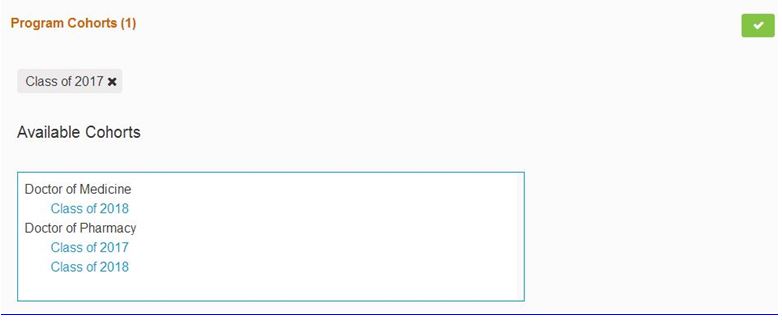 Program Cohorts (1)
Class of 2017 ✖
Available Cohorts
Doctor of Medicine
Class of 2018
Doctor of Pharmacy
Class of 2017
Class of 2018